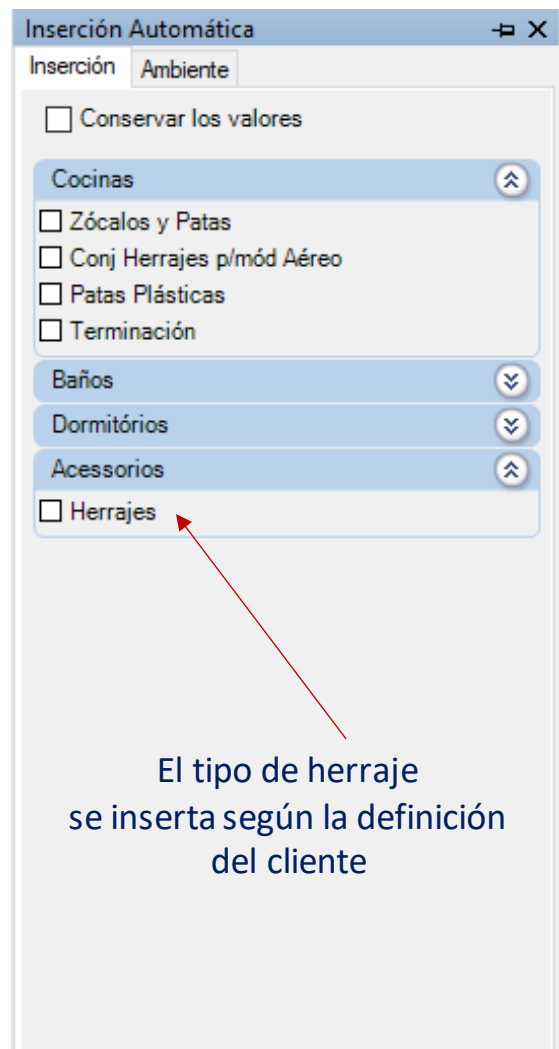 Inserción Automática
Inserción Ambiente
Conservar los valores
Cocinas
Zócalos y Patas
Conj Herrajes p/mód Aéreo
Patas Plásticas
Terminación
Baños
Dormitórios
Acessorios
Herrajes
El tipo de herraje
se inserta según la definición
del cliente